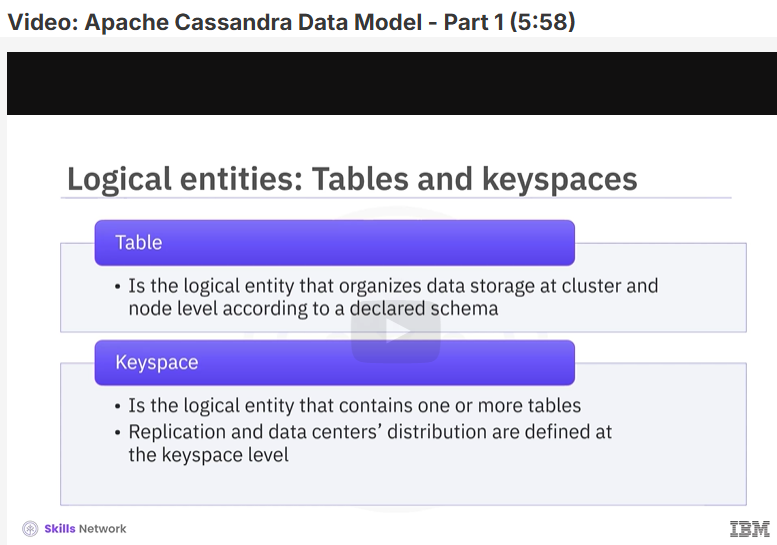 Video: Apache Cassandra Data Model - Part 1 (5:58)
Logical entities: Tables and keyspaces
Table
• Is the logical entity that organizes data storage at cluster and
node level according to a declared schema
Keyspace
• Is the logical entity that contains one or more tables
• Replication and data centers’ distribution are defined at
the keyspace level
Skills Network
IBM